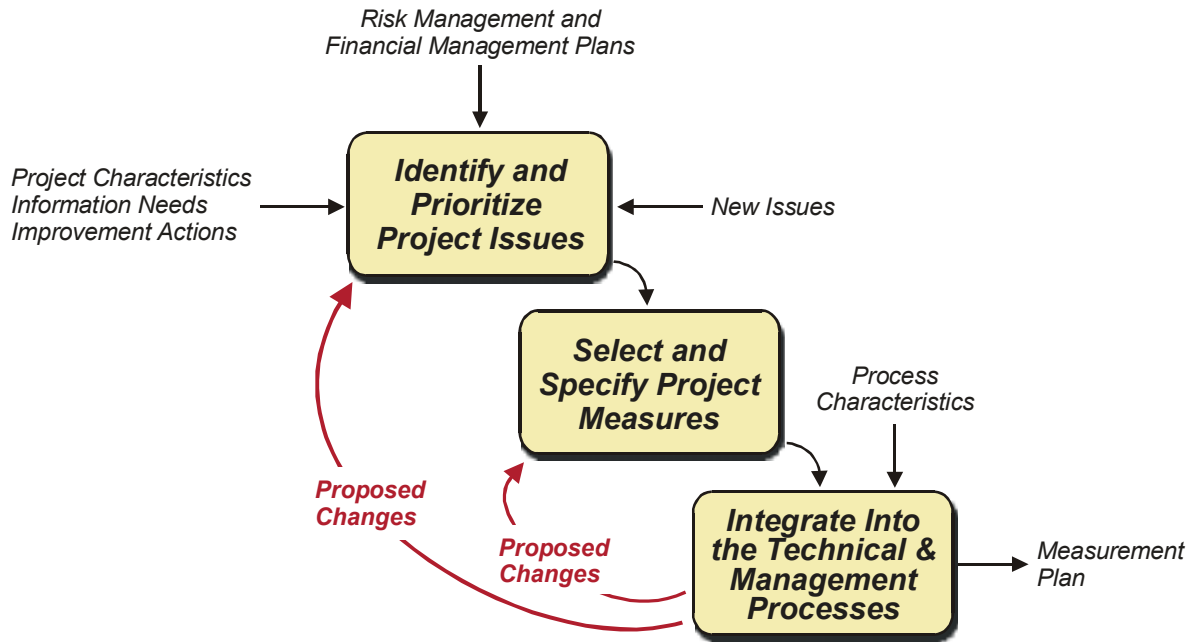 Risk Management and
Financial Management Plans
Identify and
Prioritize
Project Issues
Project Characteristics
Information Needs
Improvement Actions
New Issues
Select and
Specify Project
Measures
Process
Characteristics
Proposed
Changes
Proposed
Changes
Integrate Into
the Technical &
Management
Processes
Measurement
Plan